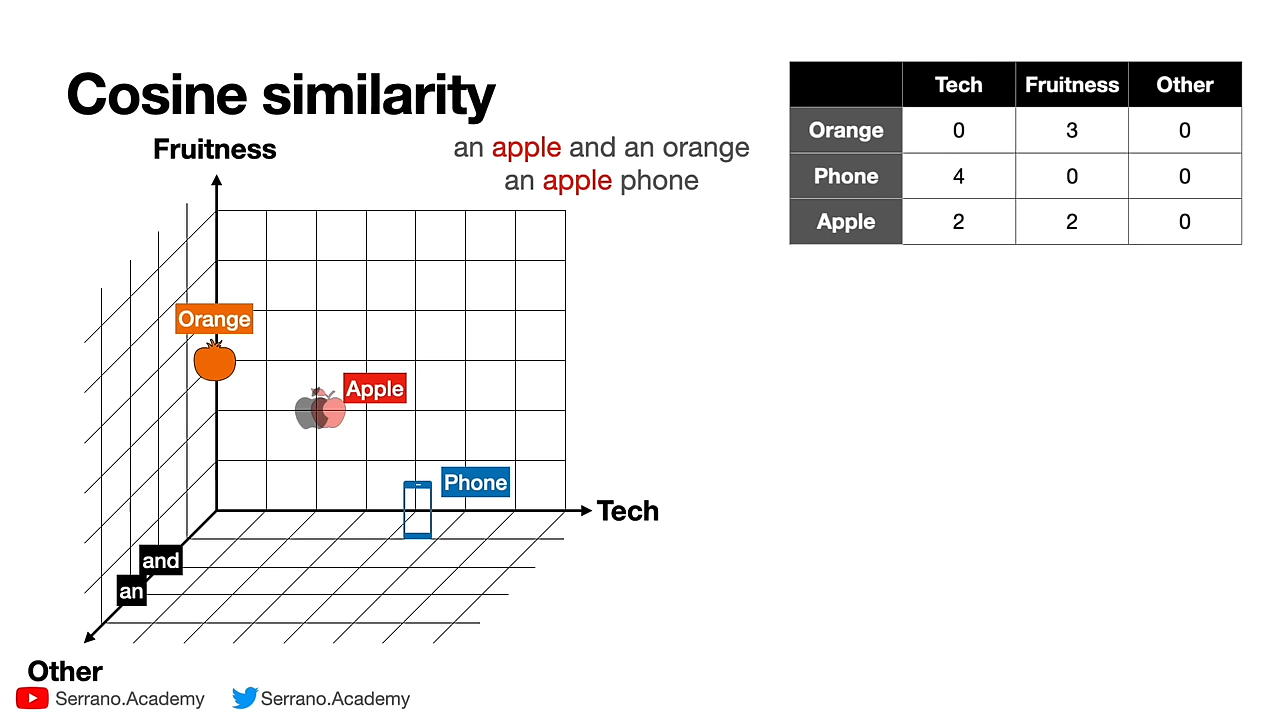 Cosine similarity
an apple and an orange
an apple phone
Tech Fruitness Other
Orange 0 3 0
Phone 4 0 0
Apple 2 2 0
Fruitness
Orange
Apple
Phone
Tech
and
an
Other
Serrano.Academy Serrano.Academy